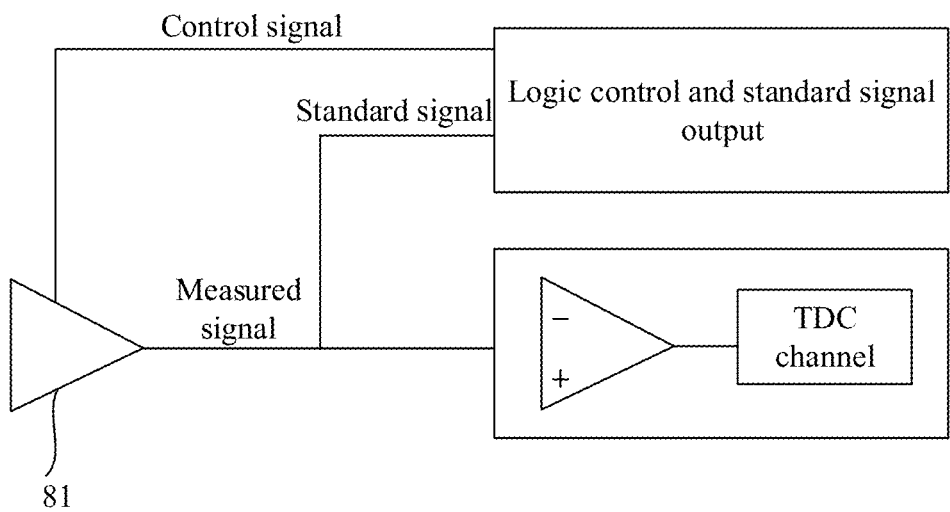 Control signal
Logic control and standard signal
output
Standard signal
Measured
signal
−
+
TDC
channel
81